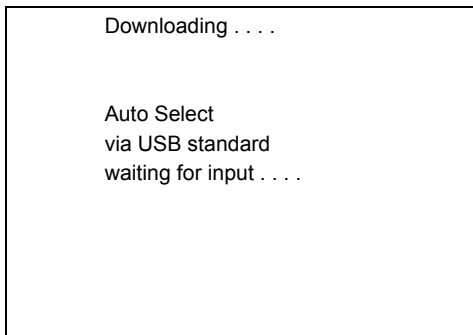 Downloading . . . .
Auto Select
via USB standard
waiting for input . . . .